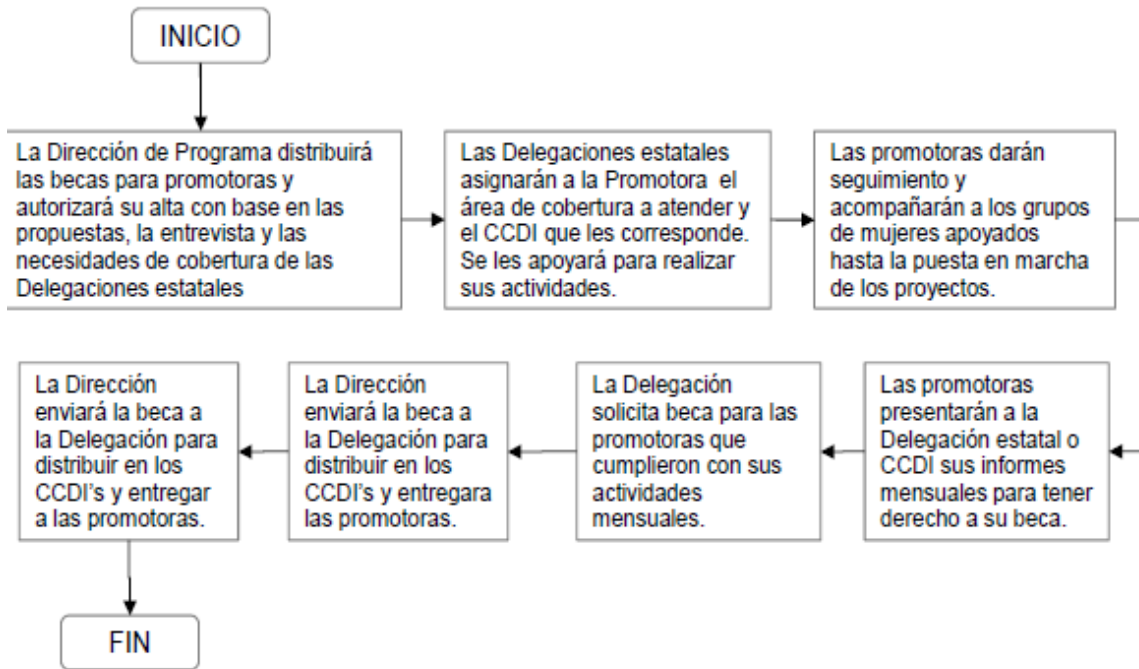 INICIO
La Dirección de Programa distribuirá
las becas para promotoras y
autorizará su alta con base en las
propuestas, la entrevista y las
necesidades de cobertura de las
Delegaciones estatales
Las Delegaciones estatales
asignarán a la Promotora el
área de cobertura a atender y
el CCDI que les corresponde.
Se les apoyará para realizar
sus actividades.
Las promotoras darán
seguimiento y
acompañarán a los grupos
de mujeres apoyados
hasta la puesta en marcha
de los proyectos.
Las promotoras
presentarán a la
Delegación estatal o
CCDI sus informes
mensuales para tener
derecho a su beca.
La Delegación
solicita beca para las
promotoras que
cumplieron con sus
actividades
mensuales.
La Dirección
enviará la beca a
la Delegación para
distribuir en los
CCDI's y entregara
las promotoras.
La Dirección
enviará la beca a
la Delegación para
distribuir en los
CCDI's y entregar
a las promotoras.
FIN